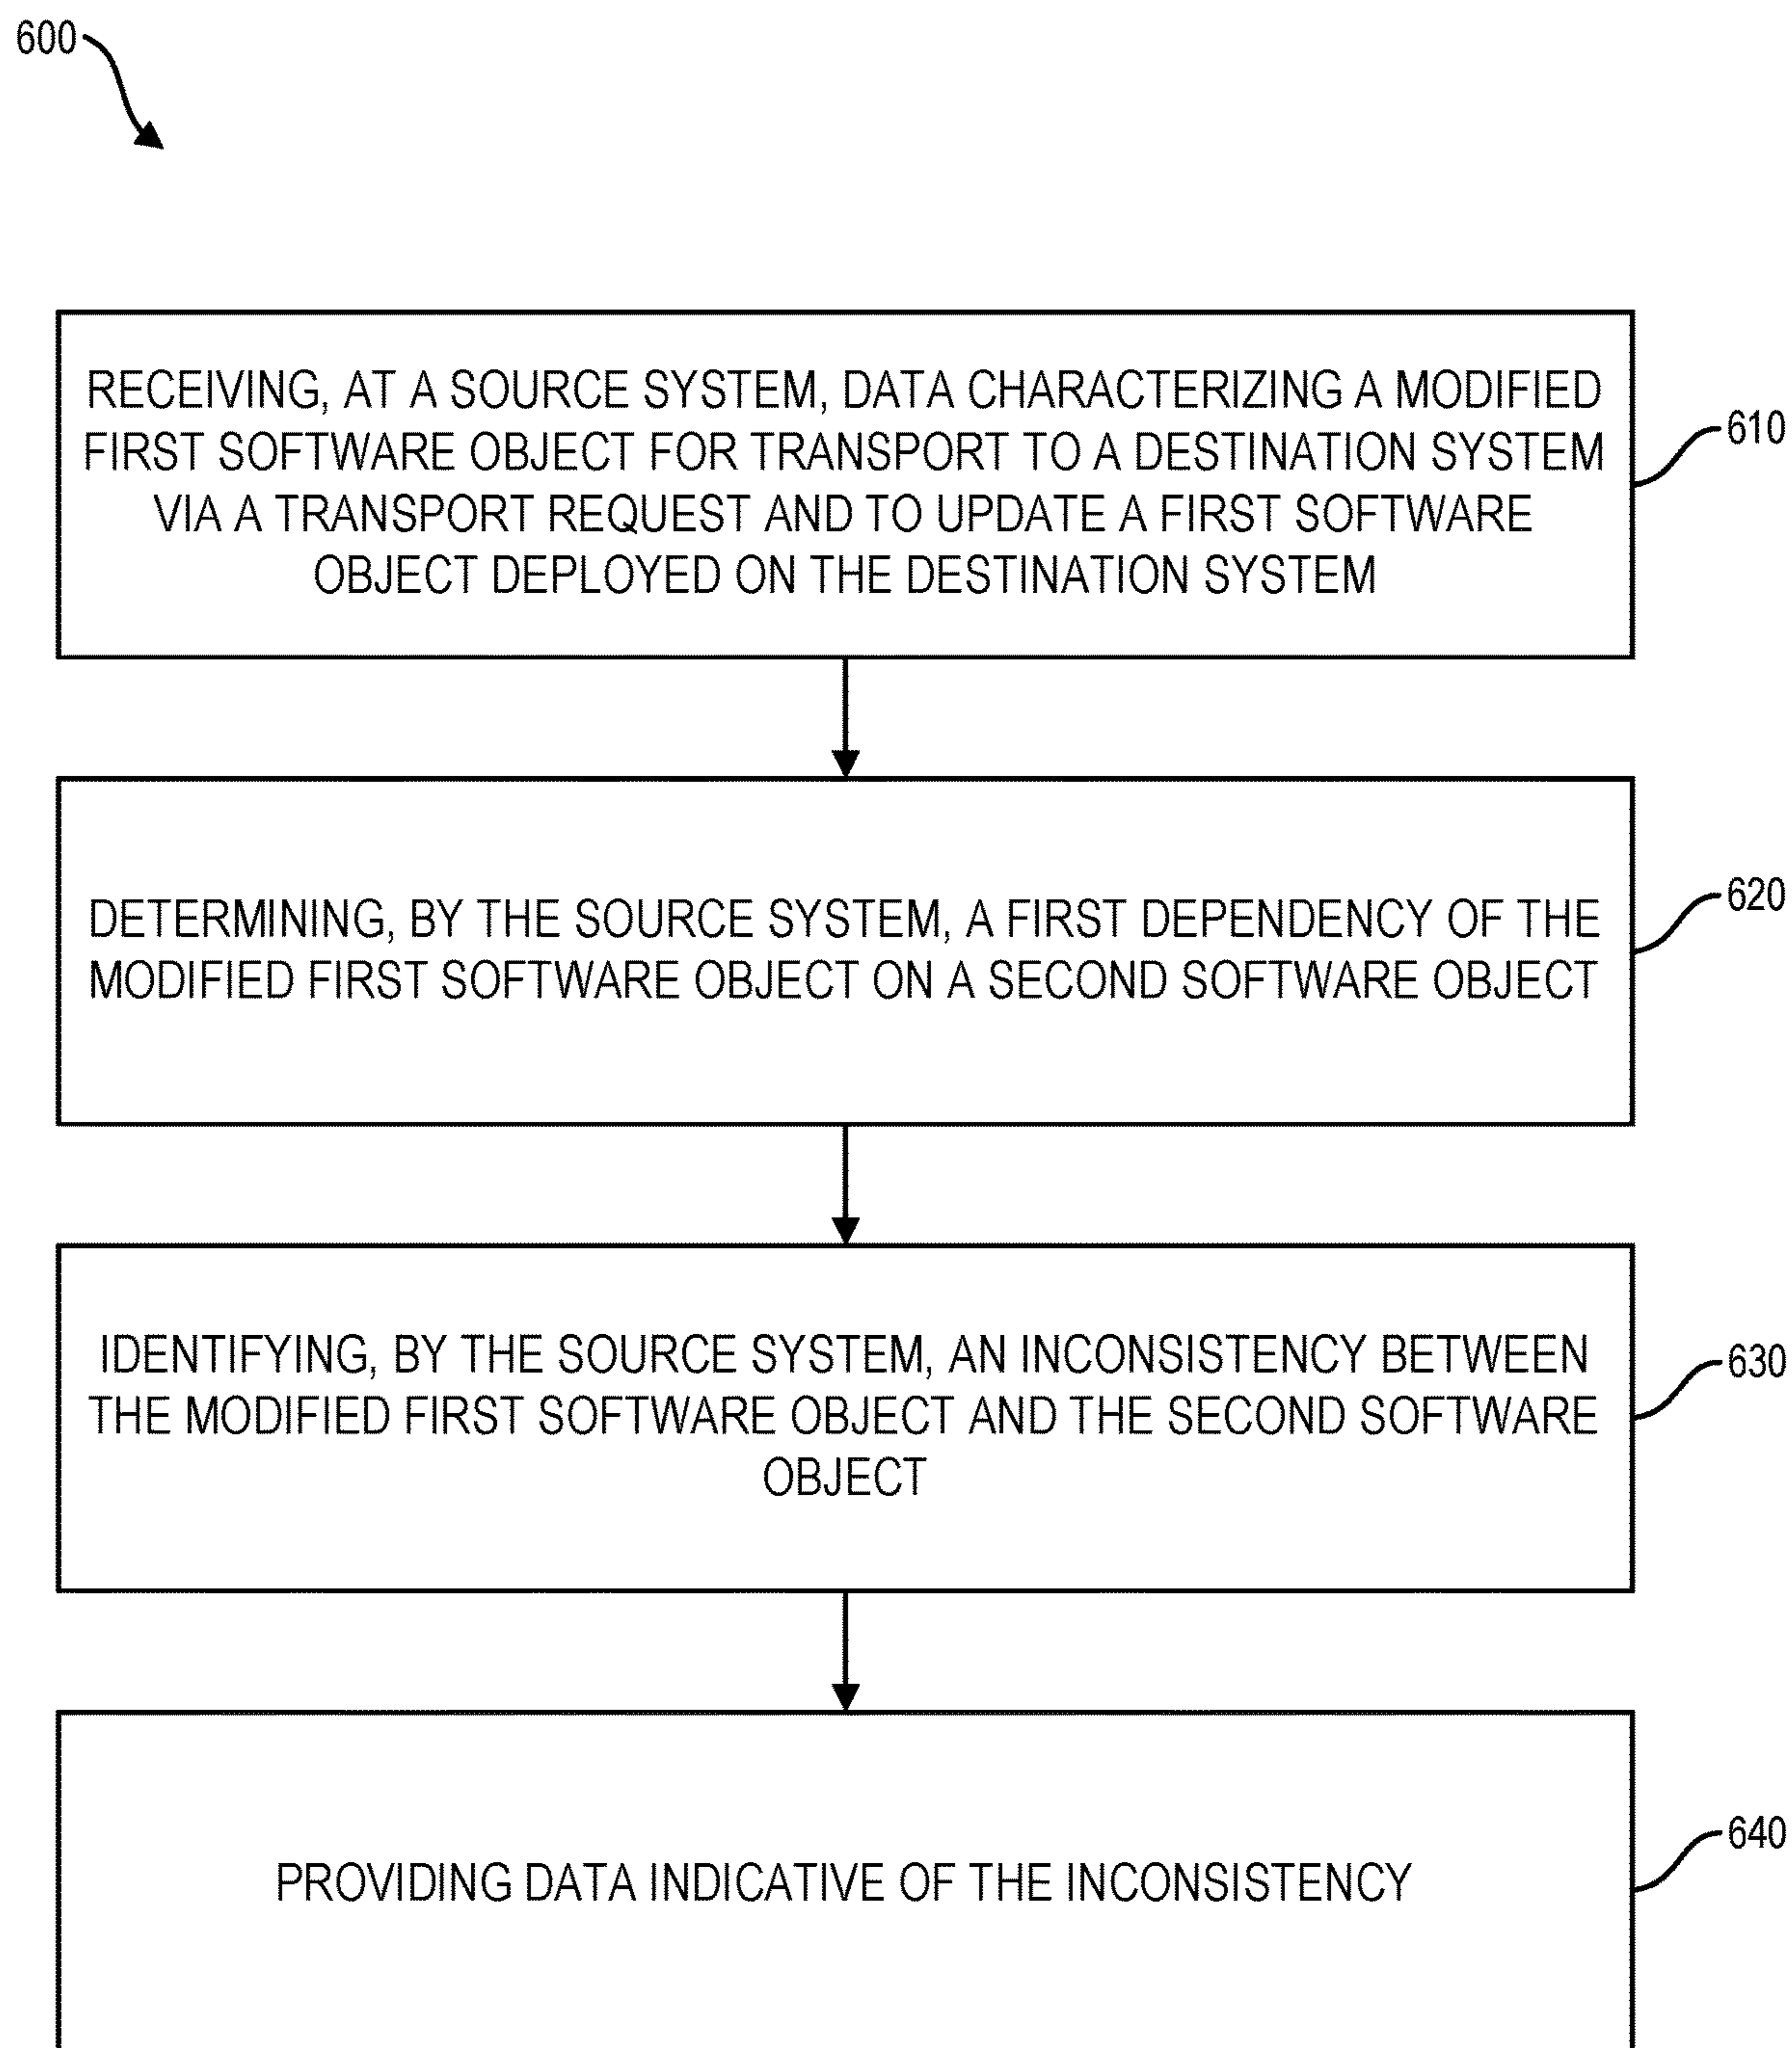 600
RECEIVING, AT A SOURCE SYSTEM, DATA CHARACTERIZING A MODIFIED
FIRST SOFTWARE OBJECT FOR TRANSPORT TO A DESTINATION SYSTEM
VIA A TRANSPORT REQUEST AND TO UPDATE A FIRST SOFTWARE
OBJECT DEPLOYED ON THE DESTINATION SYSTEM
610
DETERMINING, BY THE SOURCE SYSTEM, A FIRST DEPENDENCY OF THE
MODIFIED FIRST SOFTWARE OBJECT ON A SECOND SOFTWARE OBJECT
620
IDENTIFYING, BY THE SOURCE SYSTEM, AN INCONSISTENCY BETWEEN
THE MODIFIED FIRST SOFTWARE OBJECT AND THE SECOND SOFTWARE
OBJECT
630
PROVIDING DATA INDICATIVE OF THE INCONSISTENCY
640